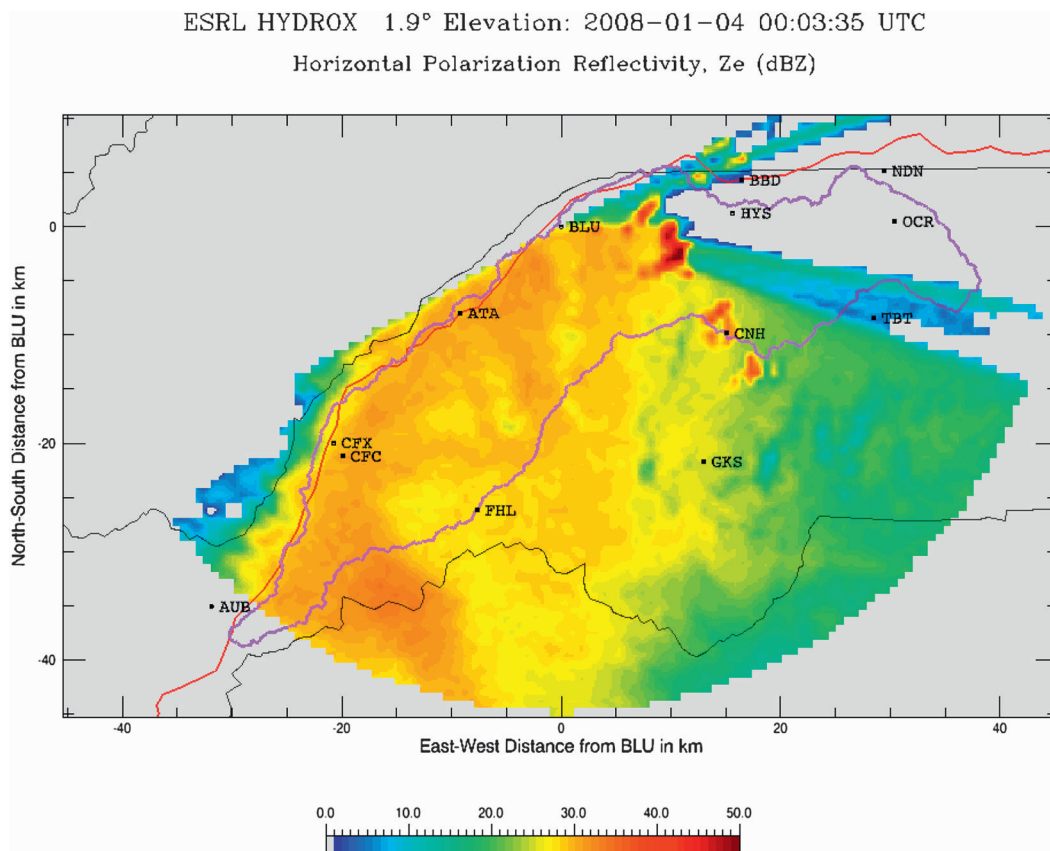 ESRL HYDROX 1.9° Elevation: 2008-01-04 00:03:35 UTC
Horizontal Polarization Reflectivity, Ze (dBZ)
North-South Distance from BLU in km
0
-20
-40
BBD
NDN
HYS
OCR
BLU
ATA
TBT
CNH
CFX
CFC
GKS
FHL
AUB
-40 -20 0 20 40
East-West Distance from BLU in km
0.0 10.0 20.0 30.0 40.0 50.0